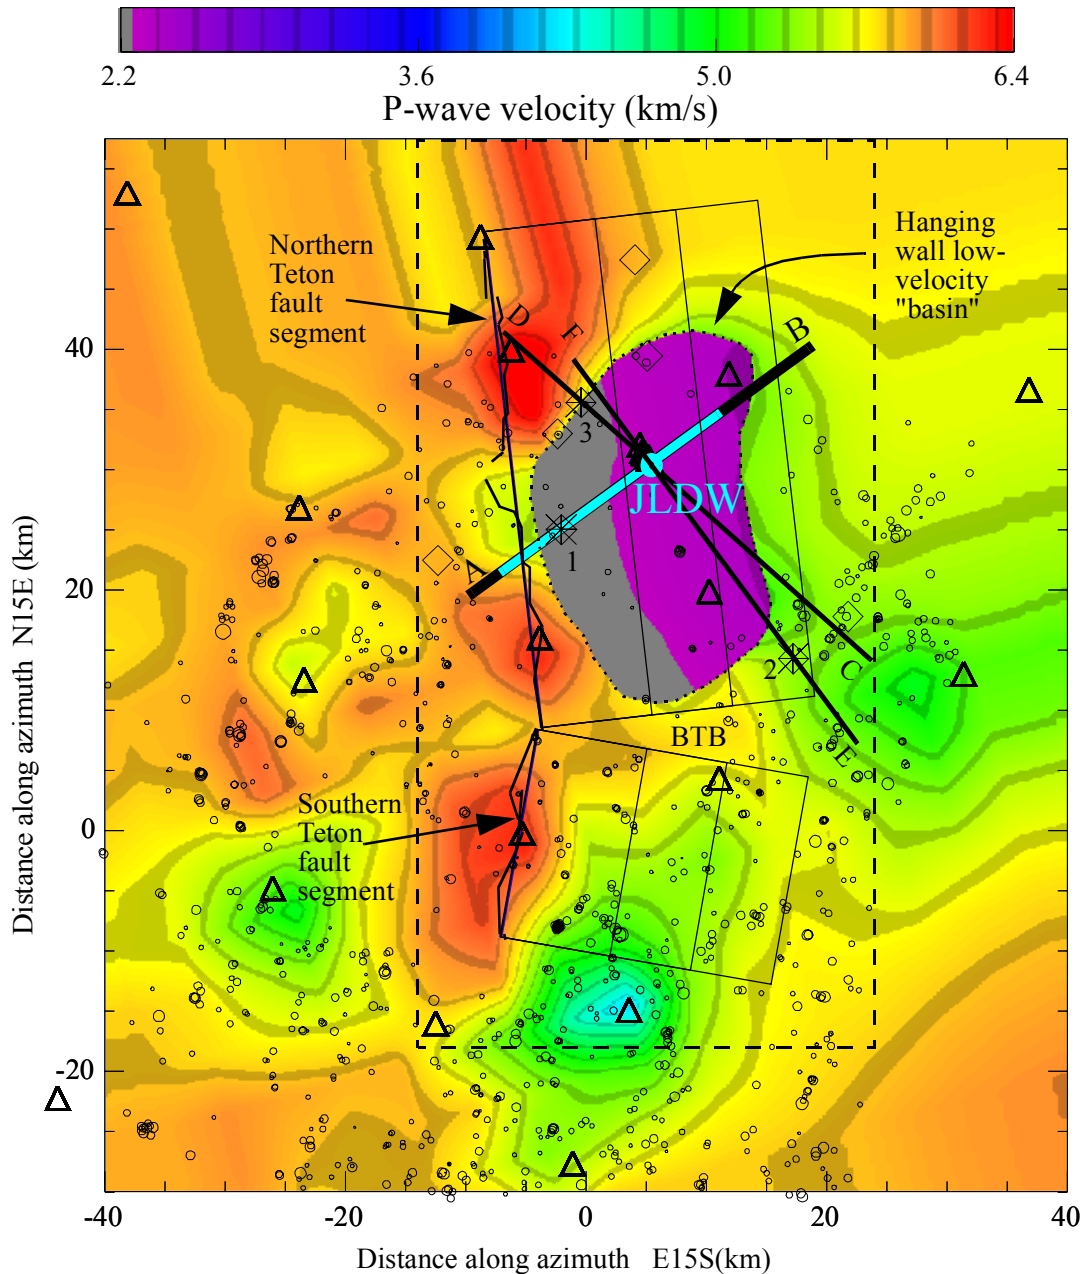 2.2 3.6 5.0 6.4
P-wave velocity (km/s)
Hanging
wall low-
velocity
"basin"
Northern
Teton
fault
segment
D
F
B
40
3
JLDW
1
A
20
2
C
BTB
E
Southern
Teton
fault
segment
0
-20
-40 -20 0 20 40
Distance along azimuth N15E (km)
Distance along azimuth E15S(km)